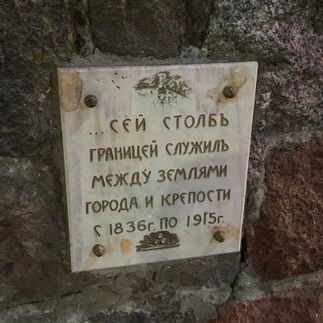 ...СЕЙ СТОЛБЪ
ГРАНИЦЕЙ СЛУЖИЛЪ
МЕЖДУ ЗЕМЛЯМИ
ГОРОДА И КРЕПОСТИ
С 1836г. ПО 1915г.